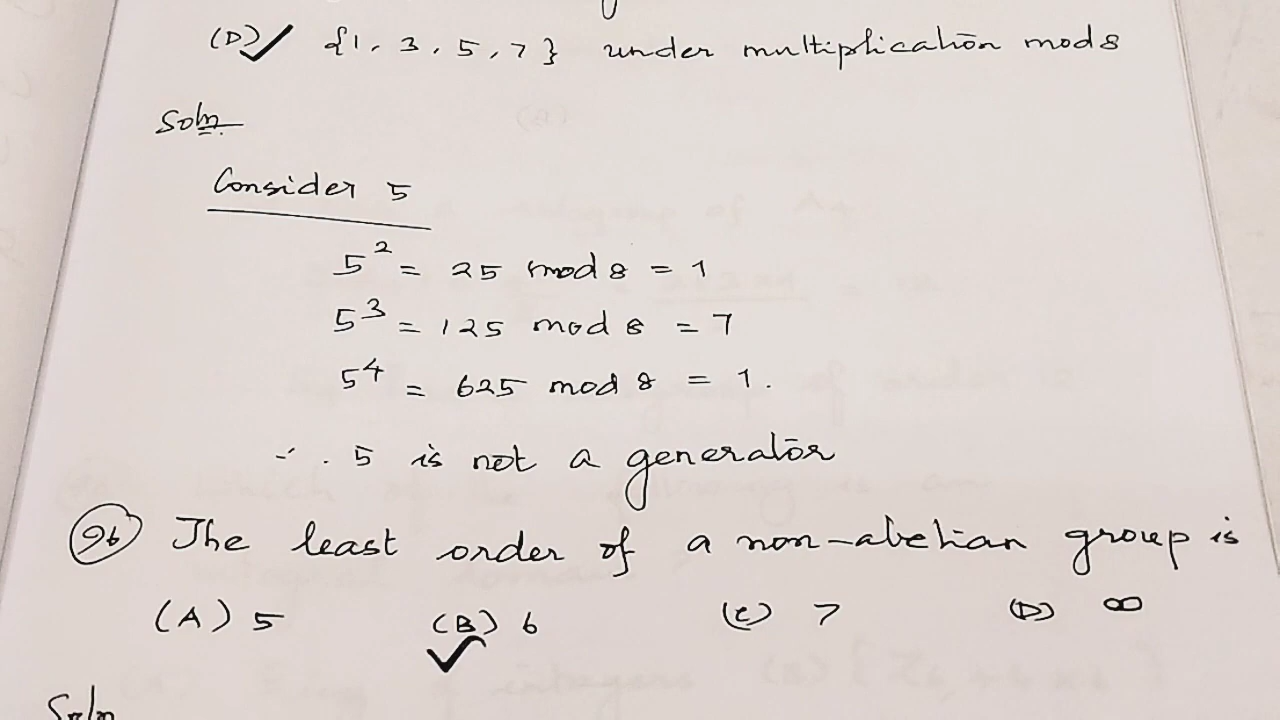 (D) ✓ {1, 3, 5, 7} under multiplication mod 8
Soln.
Consider 5
5² = 25 mod 8 = 1
5³ = 125 mod 8 = 7
5⁴ = 625 mod 8 = 1.
∴ 5 is not a generator
96 The least order of a non-abelian group is
(A) 5 (B) 6 (C) 7 (D) ∞
✓
Soln